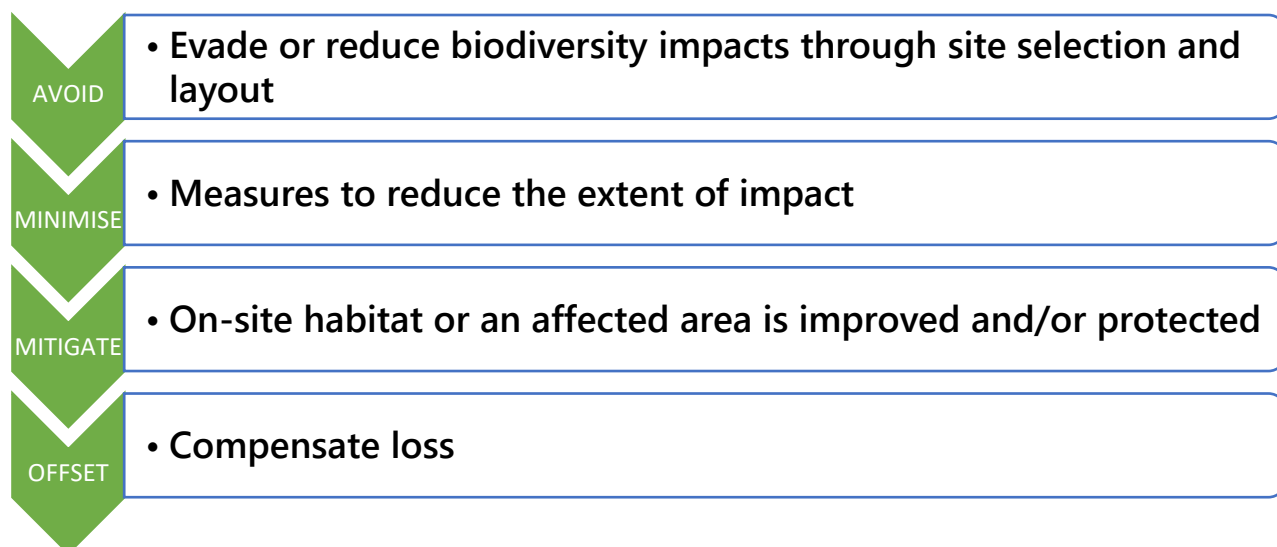 AVOID
• Evade or reduce biodiversity impacts through site selection and
layout
MINIMISE
• Measures to reduce the extent of impact
MITIGATE
• On-site habitat or an affected area is improved and/or protected
OFFSET
• Compensate loss